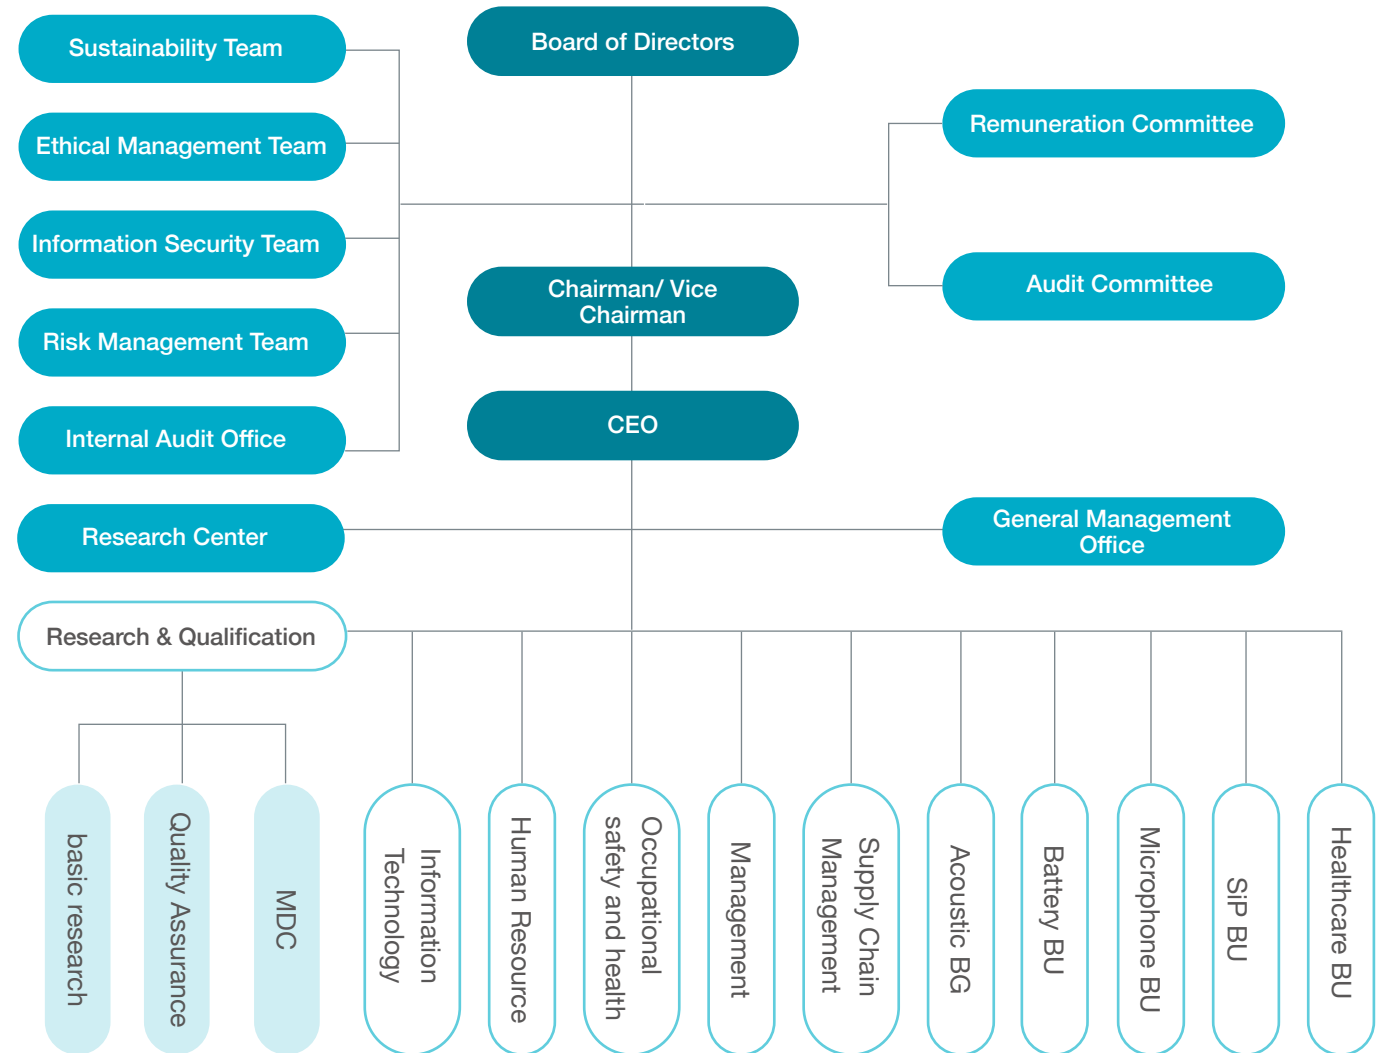 Sustainability Team
Board of Directors
Remuneration Committee
Ethical Management Team
Information Security Team
Chairman/ Vice
Chairman
Audit Committee
Risk Management Team
CEO
Internal Audit Office
Research Center
General Management
Office
Research & Qualification
basic research
Quality Assurance
MDC
Information
Technology
Human Resource
Occupational
safety and health
Management
Supply Chain
Management
Acoustic BG
Battery BU
Microphone BU
SiP BU
Healthcare BU